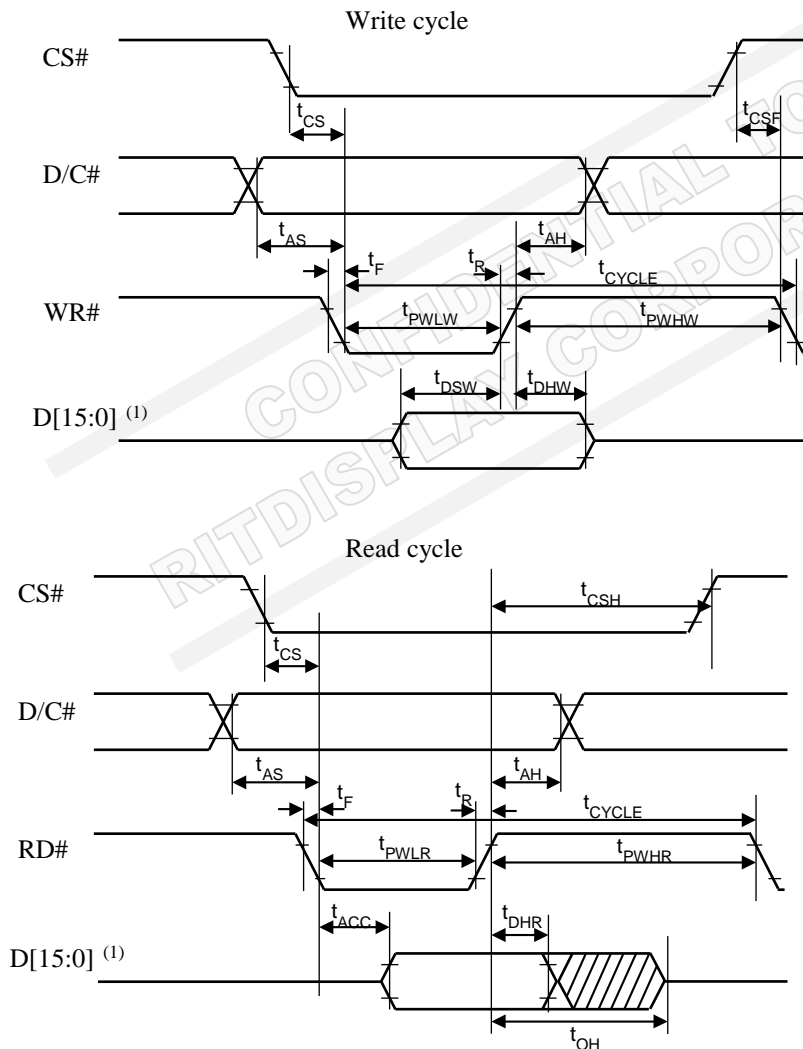 Write cycle
CS#
tCS
tCSF
D/C#
tAS
tAH
tF
tR
tCYCLE
WR#
tPWLW
tPWHW
tDSW
tDHW
D[15:0] (1)
CONFIDENTIAL TO
RITDISPLAY CORPOR
Read cycle
CS#
tCSH
tCS
D/C#
tAS
tAH
tF
tR
tCYCLE
RD#
tPWLR
tPWHR
tACC
tDHR
D[15:0] (1)
tOH